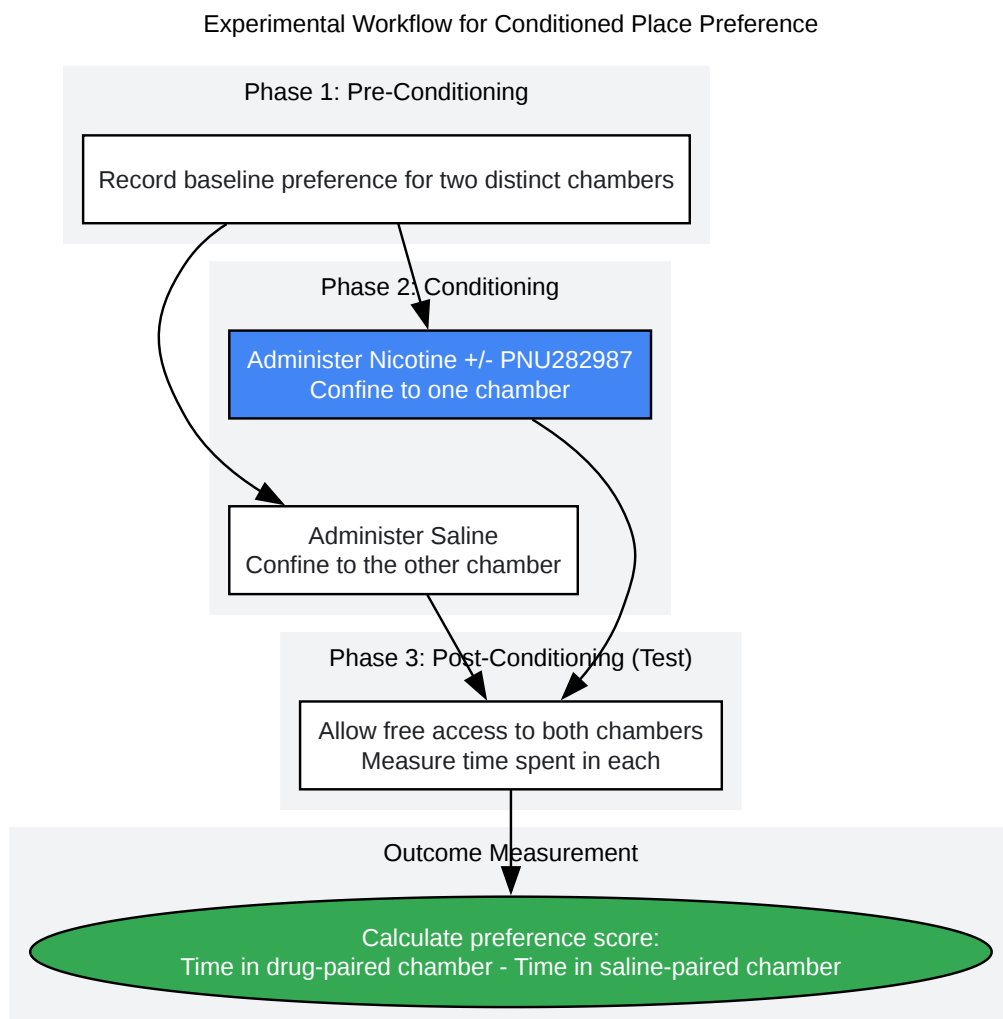 Experimental Workflow for Conditioned Place Preference
Phase 1: Pre-Conditioning
Record baseline preference for two distinct chambers
Phase 2: Conditioning
Administer Nicotine +/- PNU282987
Confine to one chamber
Administer Saline
Confine to the other chamber
Phase 3: Post-Conditioning (Test)
Allow free access to both chambers
Measure time spent in each
Outcome Measurement
Calculate preference score:
Time in drug-paired chamber - Time in saline-paired chamber